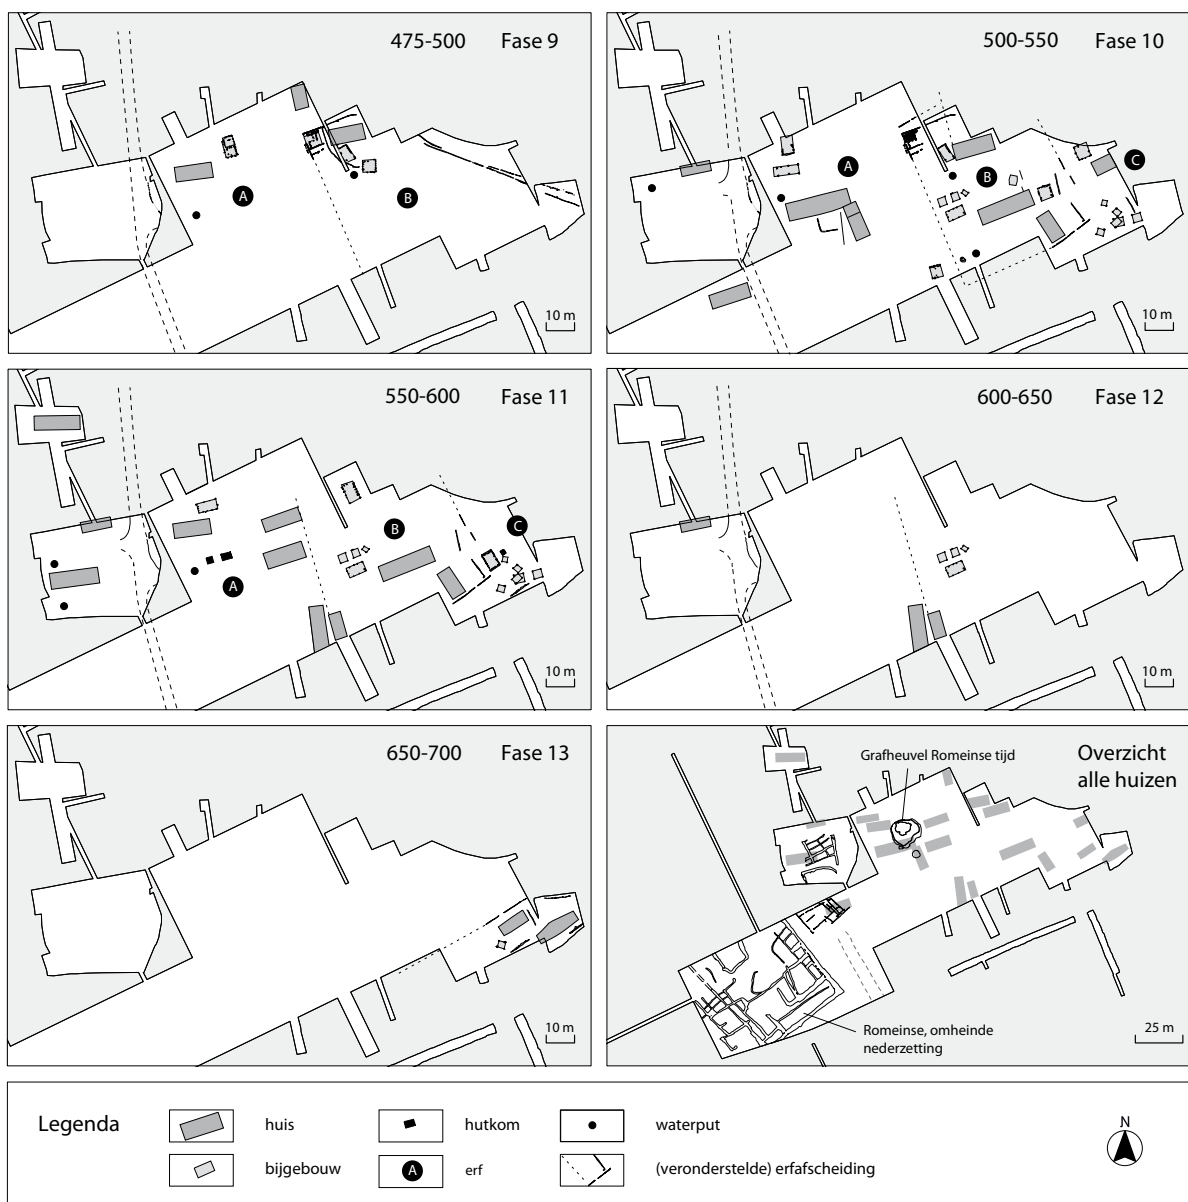 475-500 Fase 9
A
B
10 m
500-550 Fase 10
A
B
C
10 m
550-600 Fase 11
A
B
C
10 m
600-650 Fase 12
10 m
650-700 Fase 13
10 m
Overzicht
alle huizen
Grafheuvel Romeinse tijd
Romeinse, omheinde
nederzetting
25 m
Legenda
huis
hutkom
waterput
bijgebouw
A
erf
(veronderstelde) erfafscheiding
N